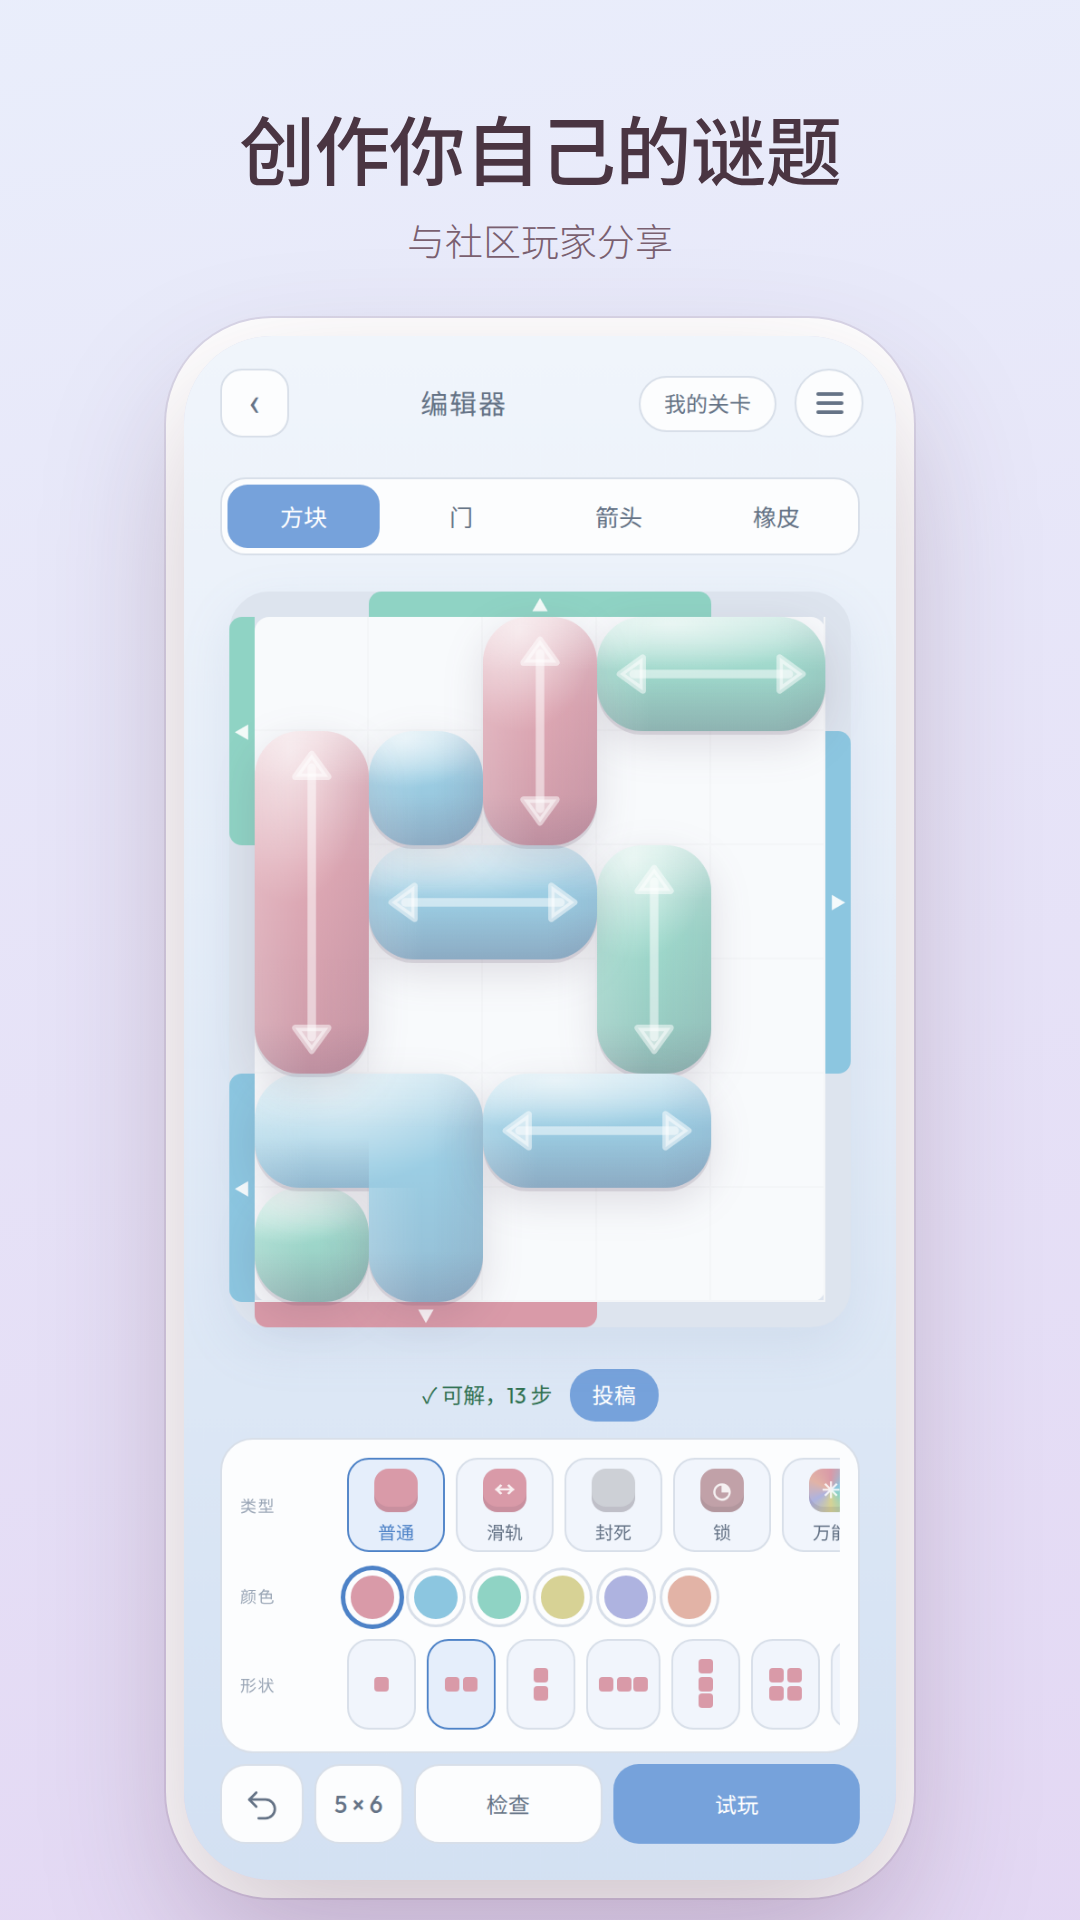 创作你自己的谜题
与社区玩家分享
编辑器
我的关卡
方块 门 箭头 橡皮
✓可解，13 步 投稿
类型
普通 滑轨 封死 锁 万能
颜色
形状
5 × 6 检查 试玩